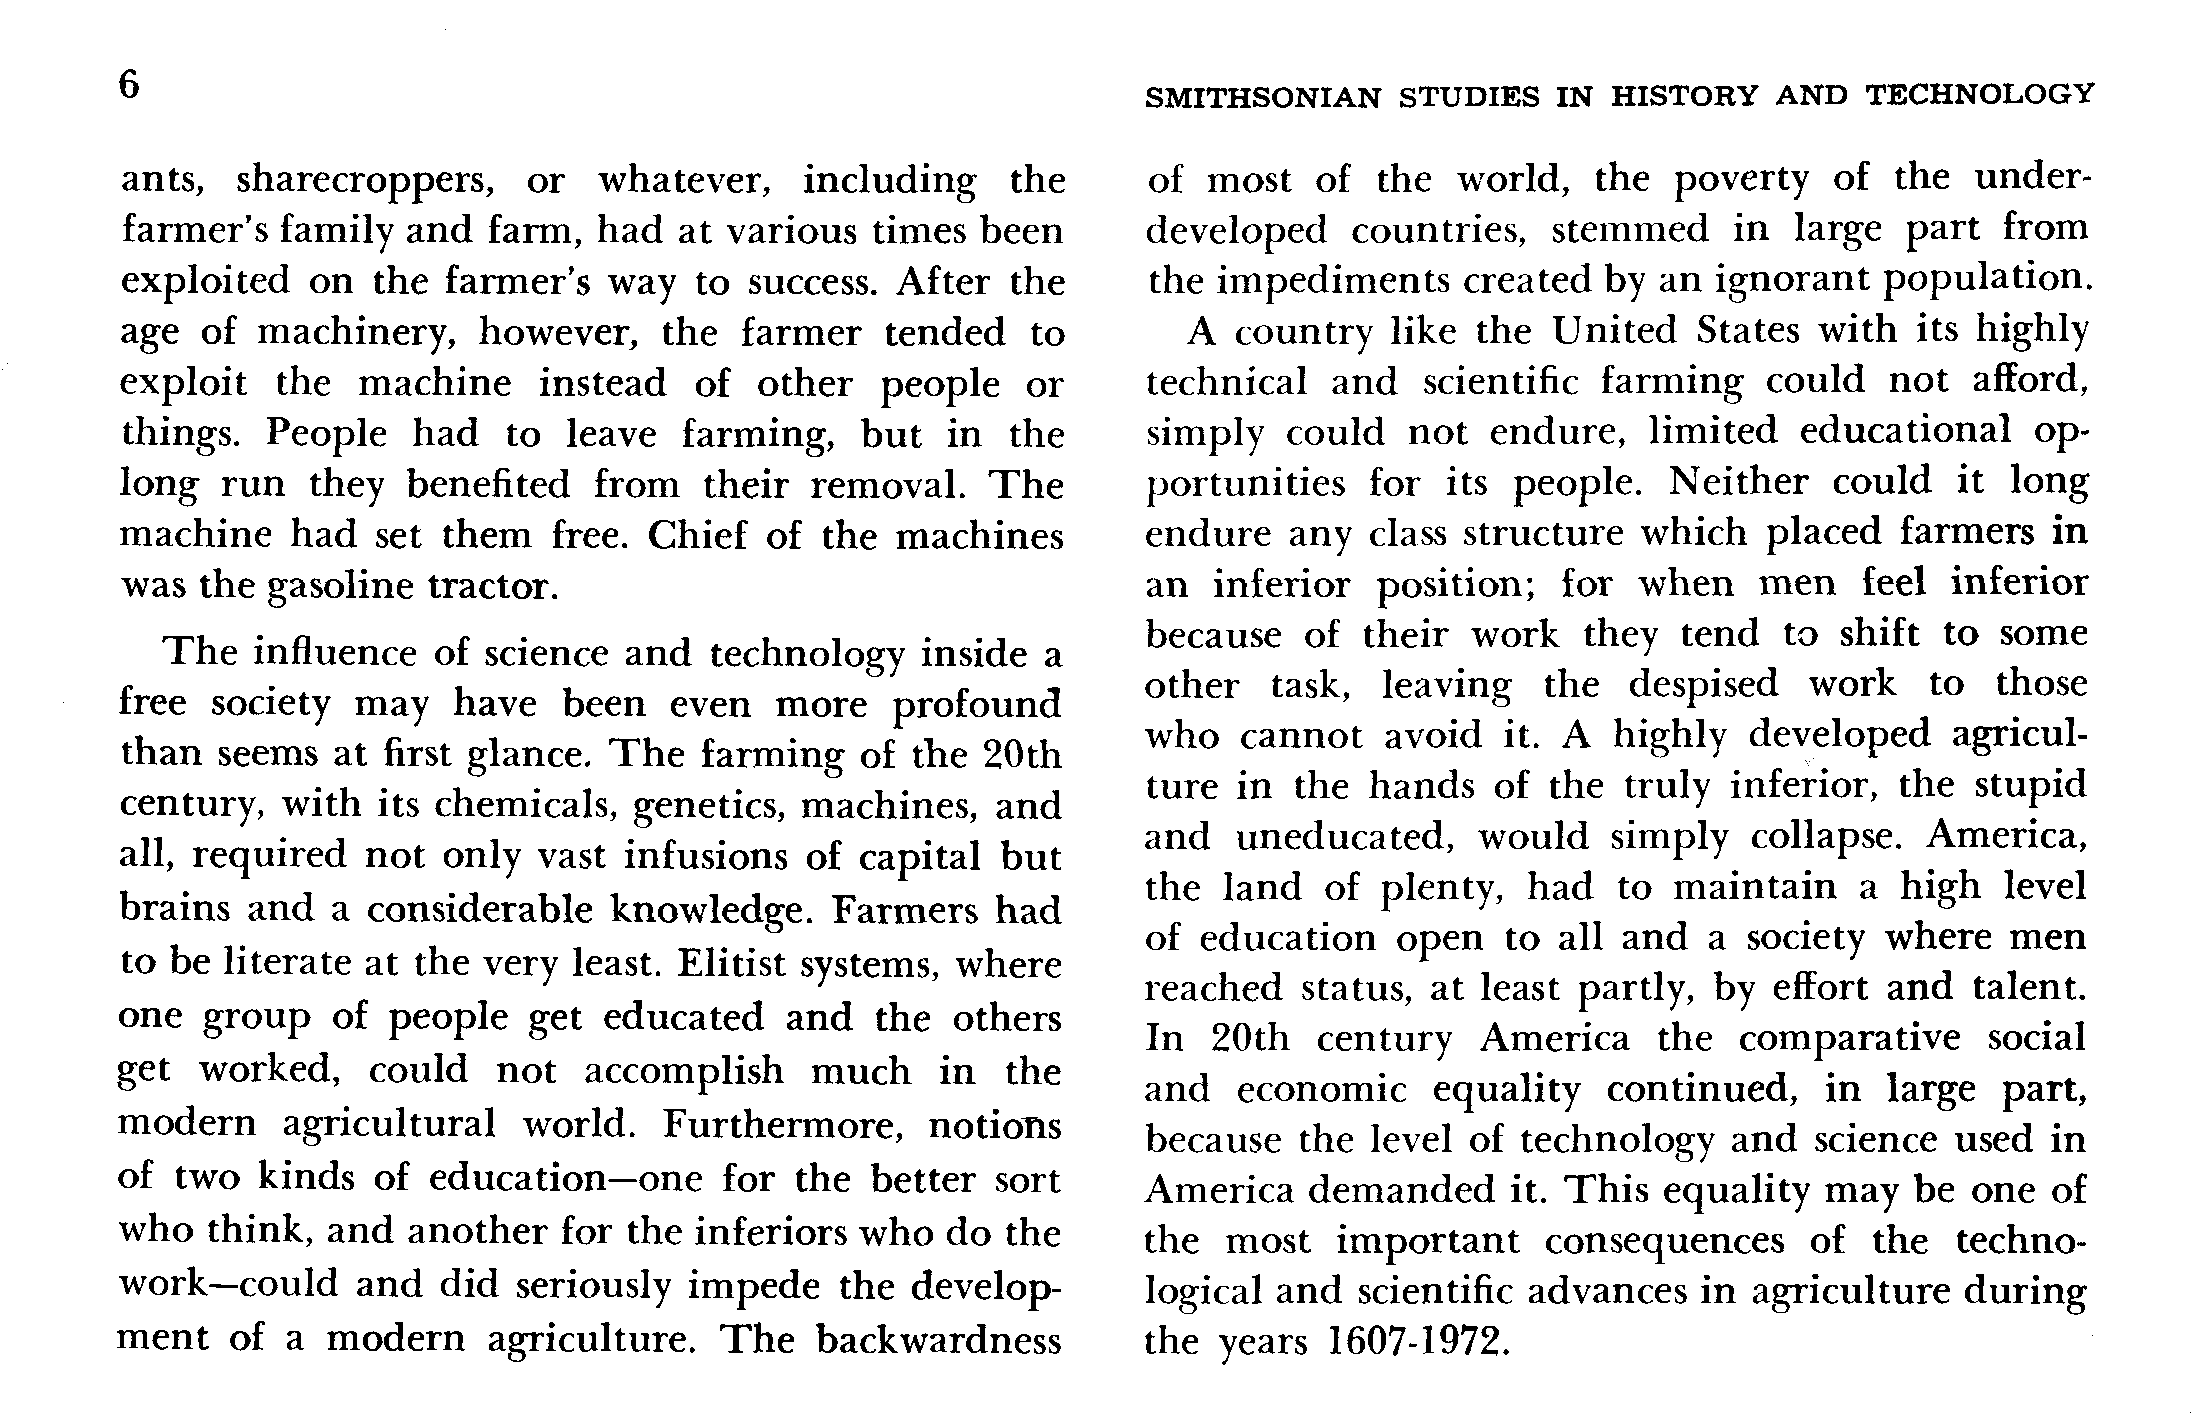 6
SMITHSONIAN STUDIES IN HISTORY AND TECHNOLOGY
ants, sharecroppers, or whatever, including the
farmer's family and farm, had at various times been
exploited on the farmer's way to success. After the
age of machinery, however, the farmer tended to
exploit the machine instead of other people or
things. People had to leave farming, but in the
long run they benefited from their removal. The
machine had set them free. Chief of the machines
was the gasoline tractor.
The influence of science and technology inside a
free society may have been even more profound
than seems at first glance. The farming of the 20th
century, with its chemicals, genetics, machines, and
all, required not only vast infusions of capital but
brains and a considerable knowledge. Farmers had
to be literate at the very least. Elitist systems, where
one group of people get educated and the others
get worked, could not accomplish much in the
modern agricultural world. Furthermore, notions
of two kinds of education—one for the better sort
who think, and another for the inferiors who do the
work—could and did seriously impede the develop-
ment of a modern agriculture. The backwardness
of most of the world, the poverty of the under-
developed countries, stemmed in large part from
the impediments created by an ignorant population.
A country like the United States with its highly
technical and scientific farming could not afford,
simply could not endure, limited educational op-
portunities for its people. Neither could it long
endure any class structure which placed farmers in
an inferior position; for when men feel inferior
because of their work they tend to shift to some
other task, leaving the despised work to those
who cannot avoid it. A highly developed agricul-
ture in the hands of the truly inferior, the stupid
and uneducated, would simply collapse. America,
the land of plenty, had to maintain a high level
of education open to all and a society where men
reached status, at least partly, by effort and talent.
In 20th century America the comparative social
and economic equality continued, in large part,
because the level of technology and science used in
America demanded it. This equality may be one of
the most important consequences of the techno-
logical and scientific advances in agriculture during
the years 1607-1972.